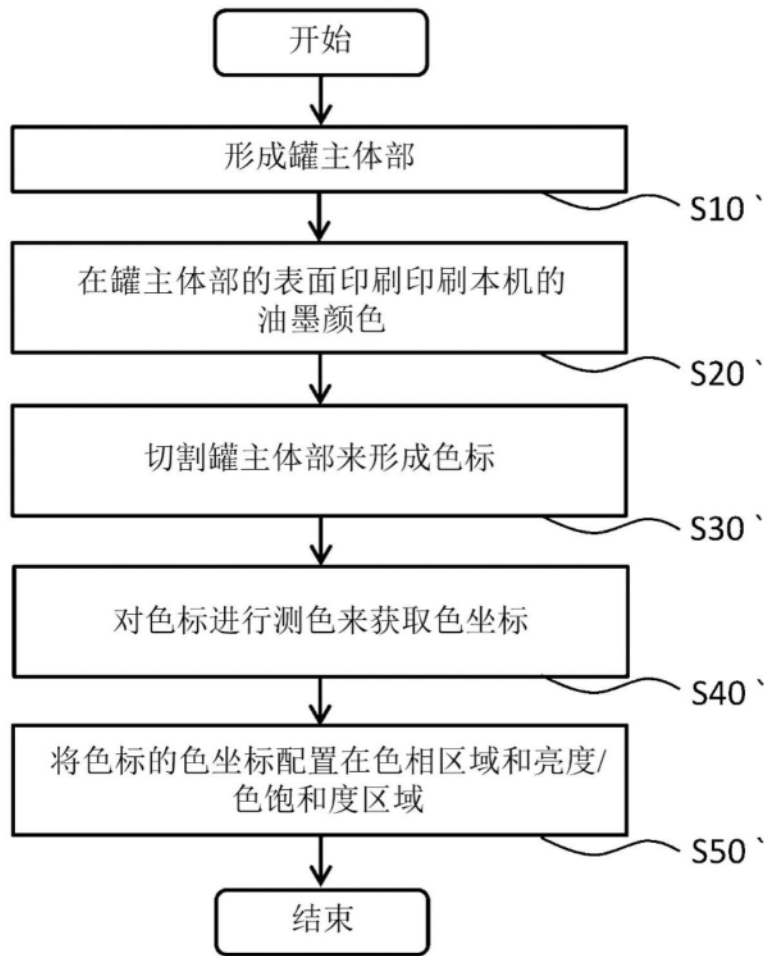 开始
形成罐主体部
S10 `
在罐主体部的表面印刷印刷本机的
油墨颜色
S20 `
切割罐主体部来形成色标
S30 `
对色标进行测色来获取色坐标
S40 `
将色标的色坐标配置在色相区域和亮度/
色饱和度区域
S50 `
结束